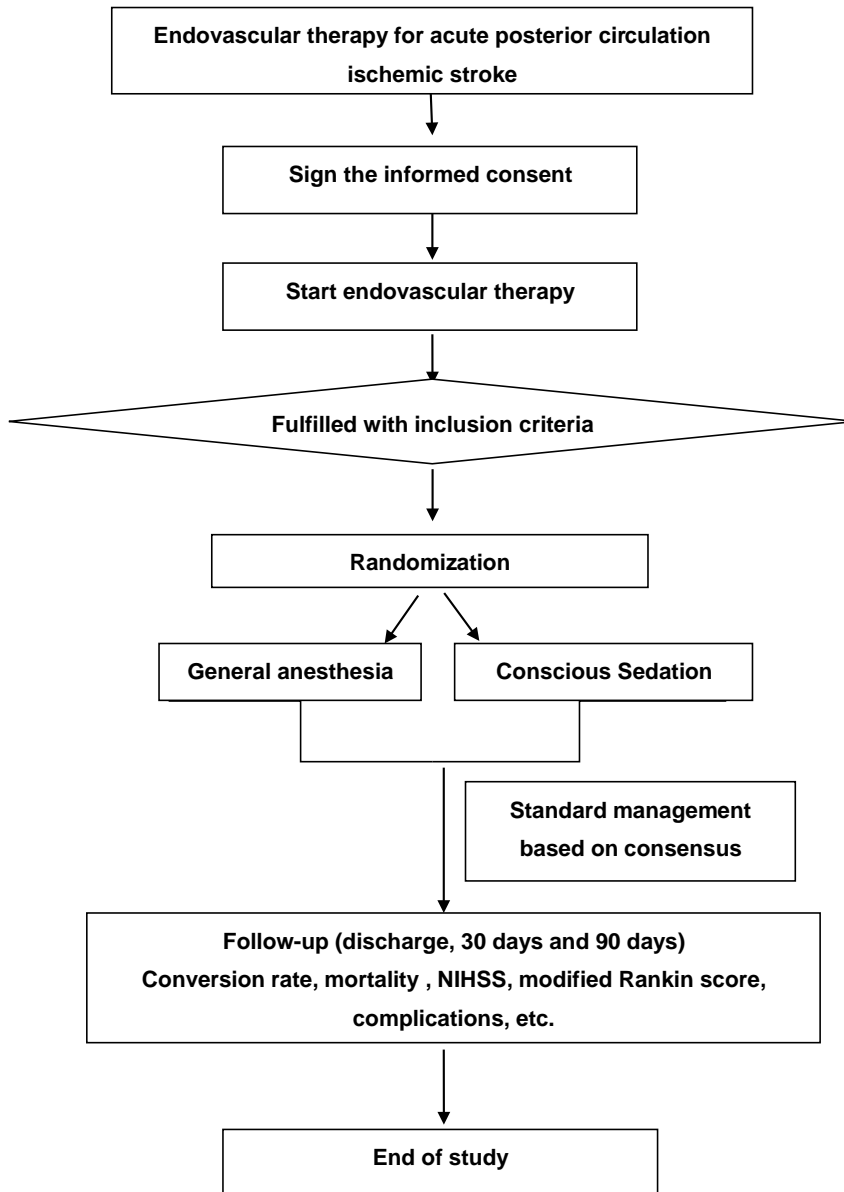 Endovascular therapy for acute posterior circulation
ischemic stroke
Sign the informed consent
Start endovascular therapy
Fulfilled with inclusion criteria
Randomization
General anesthesia
Conscious Sedation
Standard management
based on consensus
Follow-up (discharge, 30 days and 90 days)
Conversion rate, mortality , NIHSS, modified Rankin score,
complications, etc.
End of study